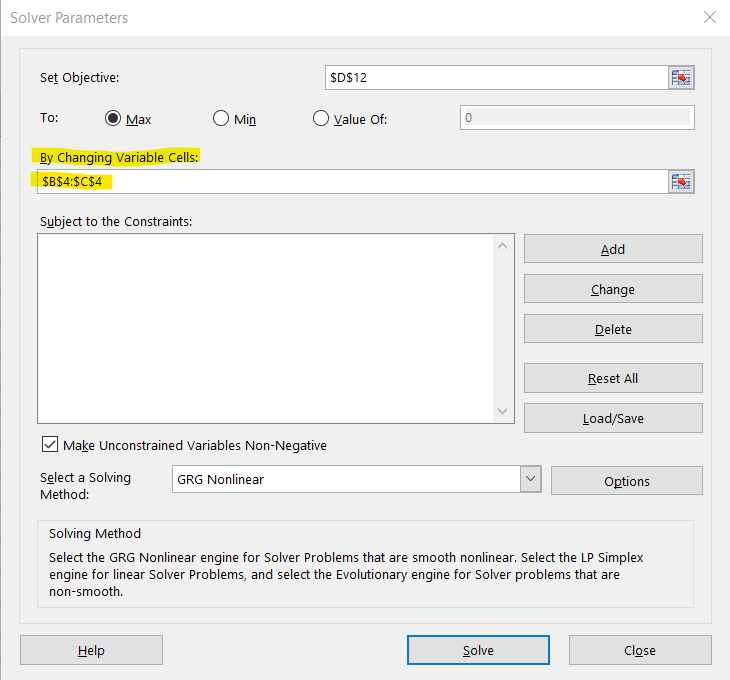 Solver Parameters
Set Objective:
$D$12
To:
Max
Min
Value Of:
0
By Changing Variable Cells:
$B$4:$C$4
Subject to the Constraints:
Add
Change
Delete
Reset All
Load/Save
Make Unconstrained Variables Non-Negative
Select a Solving
Method:
GRG Nonlinear
Options
Solving Method
Select the GRG Nonlinear engine for Solver Problems that are smooth nonlinear. Select the LP Simplex
engine for linear Solver Problems, and select the Evolutionary engine for Solver problems that are
non-smooth.
Help
Solve
Close